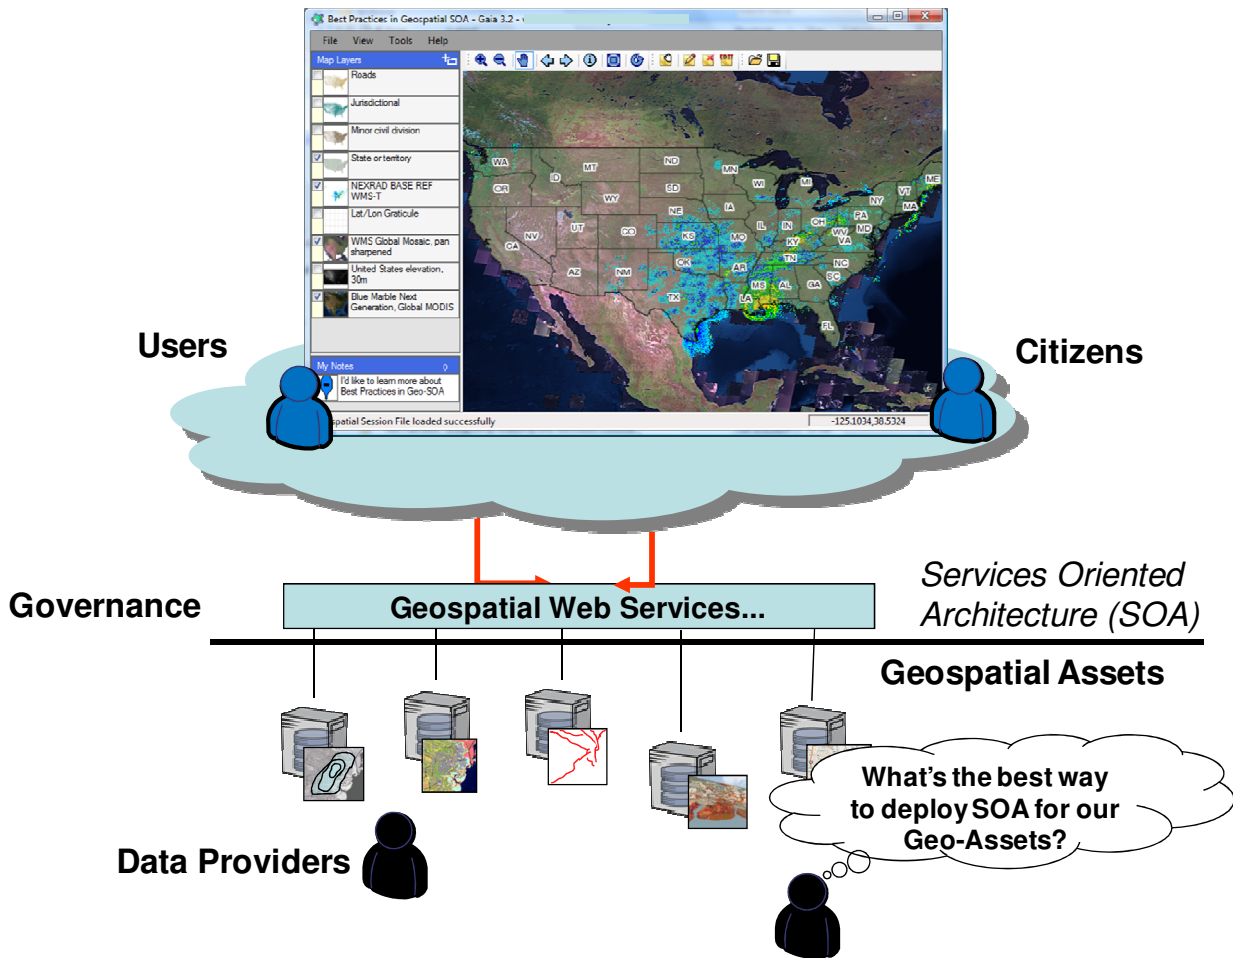 Best Practices in Geospatial SOA - Gaia 3.2 -
File View Tools Help
Map Layers
Roads
Jurisdictional
Minor civil division
State or territory
NEXRAD BASE REF
WMS-T
Lat/Lon Graticule
WMS Global Mosaic, pan
sharpened
United States elevation,
30m
Blue Marble Next
Generation, Global MODIS
WA
MT
ND
MN
ME
OR
ID
SD
WI
MI
VT
WY
NY
MA
NE
IA
PA
NV
UT
CO
KS
MO
IL
IN
OH
WV
MD
CA
KY
VA
AZ
NM
OK
AR
TN
NC
SC
TX
LA
MS
AL
GA
FL
Users
Citizens
My Notes
I'd like to learn more about
Best Practices in Geo-SOA
spatial Session File loaded successfully
-125.1034,38.5324
Governance
Geospatial Web Services...
Services Oriented
Architecture (SOA)
Geospatial Assets
What's the best way
to deploy SOA for our
Geo-Assets?
Data Providers